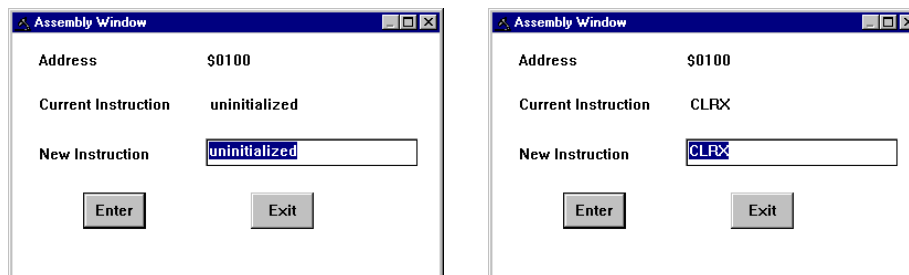 Assembly Window
Address $0100
Current Instruction uninitialized
New Instruction uninitialized
Enter Exit
Assembly Window
Address $0100
Current Instruction CLRX
New Instruction CLRX
Enter Exit